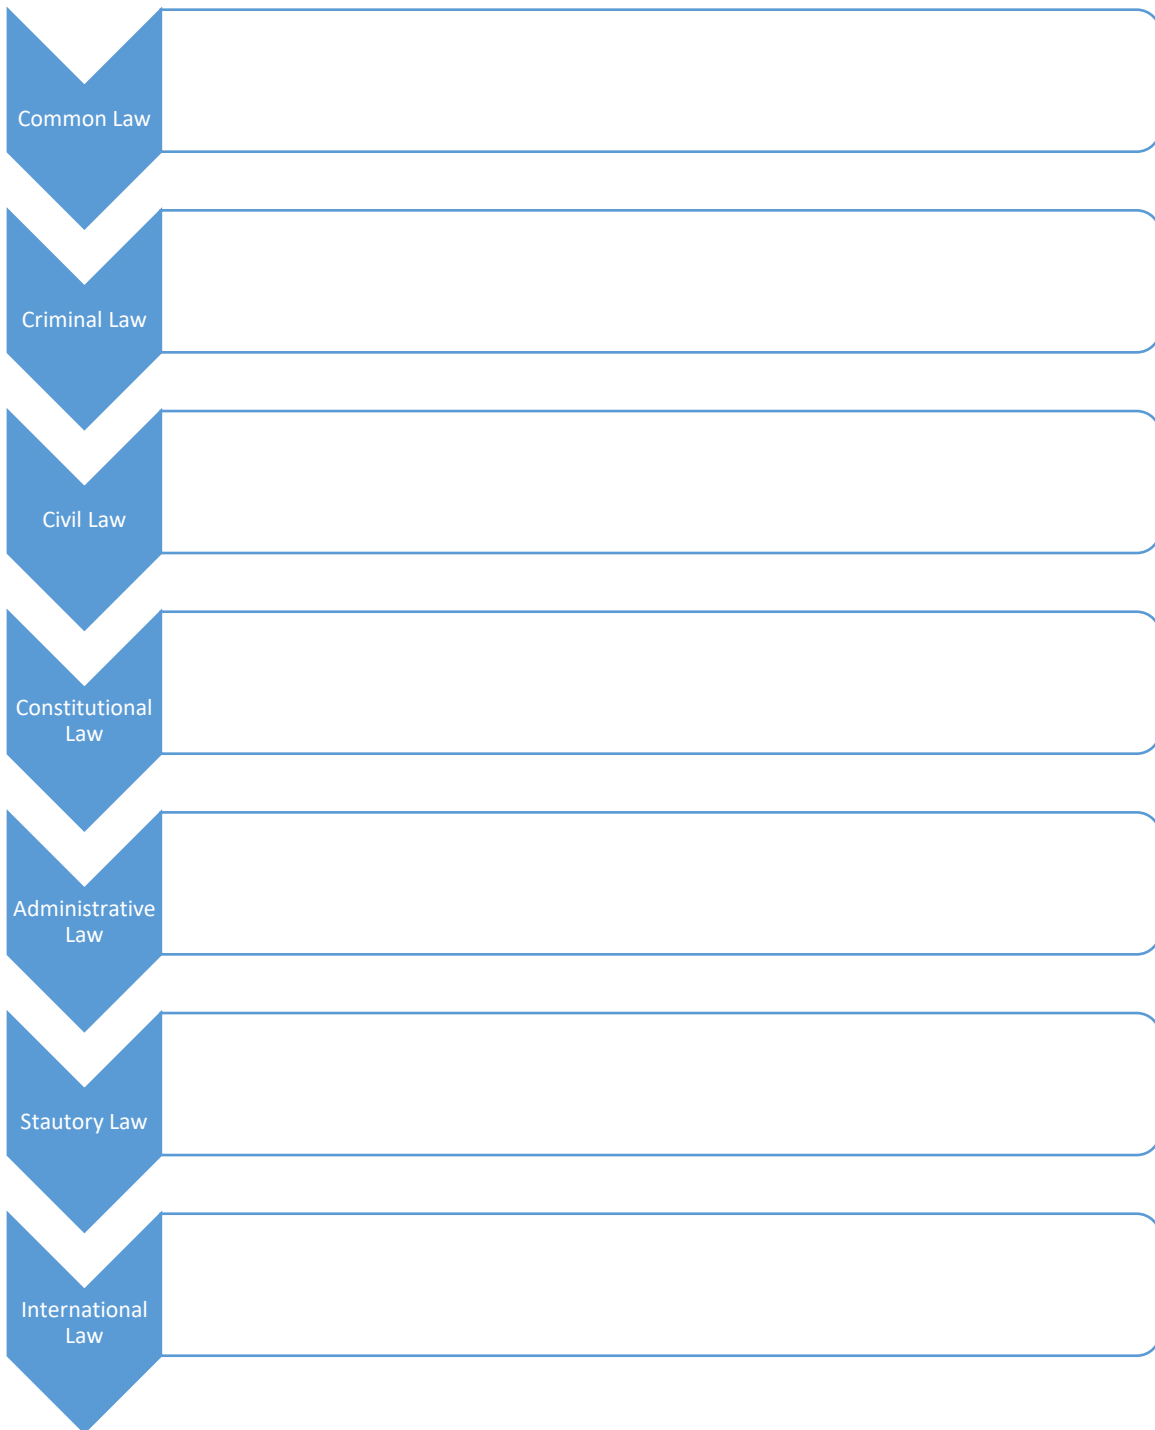 Common Law
Criminal Law
Civil Law
Constitutional
Law
Administrative
Law
Stautory Law
International
Law